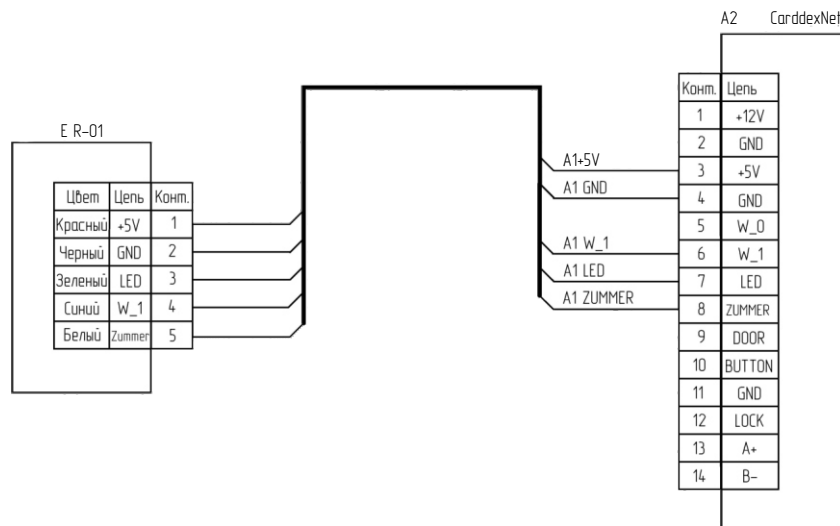 A2 CarddexNet
Конт. Цепь
1 +12V
2 GND
3 +5V
4 GND
5 W_0
6 W_1
7 LED
8 ZUMMER
9 DOOR
10 BUTTON
11 GND
12 LOCK
13 A+
14 B-
A1+5V
A1 GND
A1 W_1
A1 LED
A1 ZUMMER
E R-01
Цвет Цепь Конт.
Красный +5V 1
Черный GND 2
Зеленый LED 3
Синий W_1 4
Белый Zummer 5